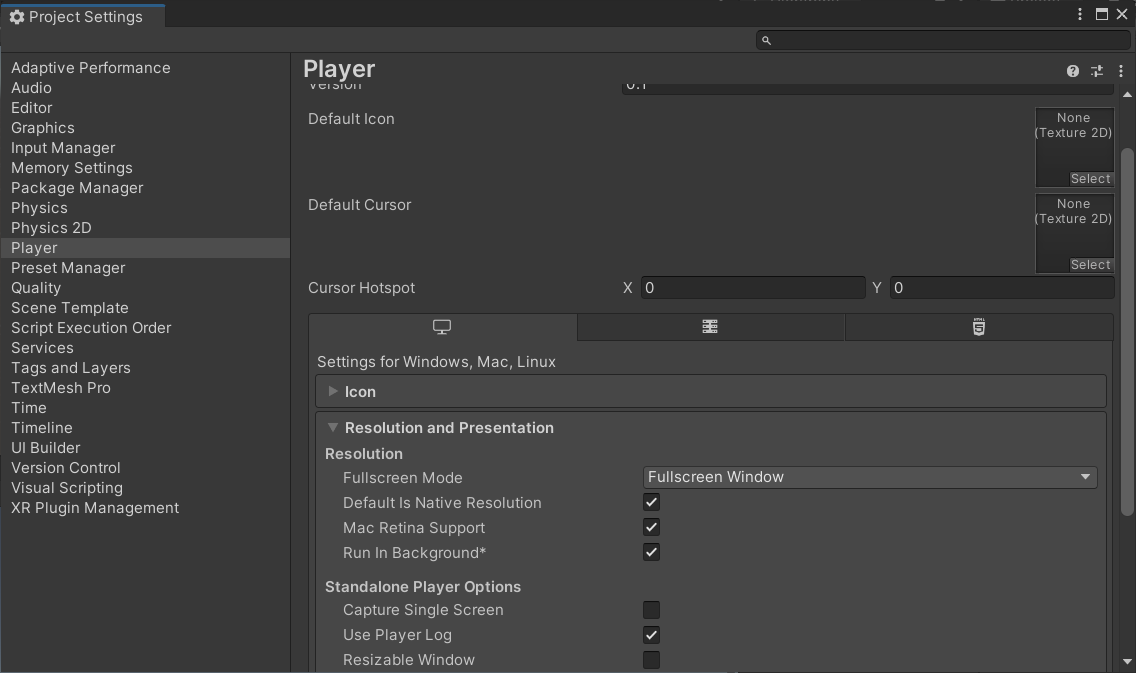 Project Settings
Adaptive Performance
Audio
Editor
Graphics
Input Manager
Memory Settings
Package Manager
Physics
Physics 2D
Player
Preset Manager
Quality
Scene Template
Script Execution Order
Services
Tags and Layers
TextMesh Pro
Time
Timeline
UI Builder
Version Control
Visual Scripting
XR Plugin Management
Player
Version 0.1
Default Icon
None
(Texture 2D)
Select
Default Cursor
None
(Texture 2D)
Select
Cursor Hotspot X 0 Y 0
HTML 5
Settings for Windows, Mac, Linux
Icon
Resolution and Presentation
Resolution
Fullscreen Mode Fullscreen Window
Default Is Native Resolution
Mac Retina Support
Run In Background*
Standalone Player Options
Capture Single Screen
Use Player Log
Resizable Window